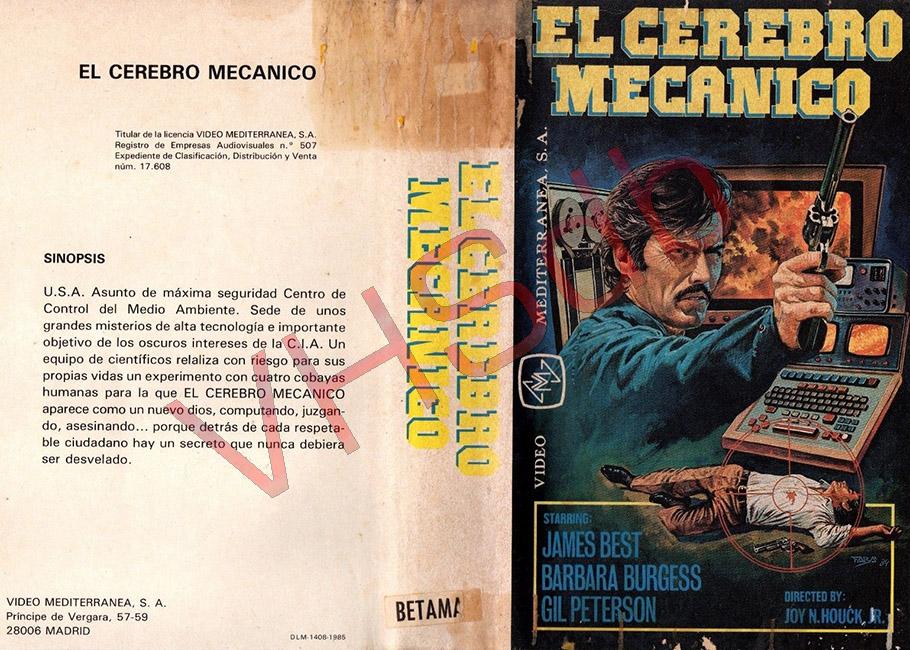 EL CEREBRO MECANICO
Titular de la licencia VIDEO MEDITERRANEA, S.A.
Registro de Empresas Audiovisuales n.° 507
Expediente de Clasificación, Distribución y Venta
núm. 17.608
SINOPSIS
U.S.A. Asunto de máxima seguridad Centro de
Control del Medio Ambiente. Sede de unos
grandes misterios de alta tecnología e importante
objetivo de los oscuros intereses de la C.I.A. Un
equipo de científicos relaliza con riesgo para sus
propias vidas un experimento con cuatro cobayas
humanas para la que EL CEREBRO MECANICO
aparece como un nuevo dios, computando, juzgan-
do, asesinando... porque detrás de cada respeta-
ble ciudadano hay un secreto que nunca debiera
ser desvelado.
VIDEO MEDITERRANEA, S. A.
Príncipe de Vergara, 57-59
28006 MADRID
DLM-1408-1985
EL CEREBRO
MECANICO
BETAMA
VHSub
VIDEO MEDITERRANEA, S. A.
EL CEREBRO
MECANICO
STARRING:
JAMES BEST
BARBARA BURGESS
GIL PETERSON
DIRECTED BY:
JOY N. HOUCK, JR.